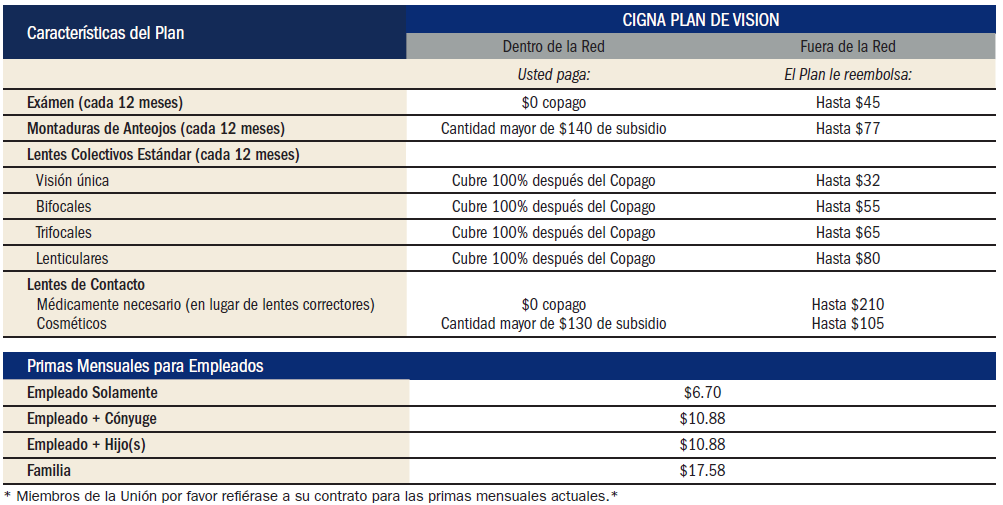 Características del Plan
CIGNA PLAN DE VISION
Dentro de la Red Fuera de la Red
Usted paga: El Plan le reembolsa:
Exámen (cada 12 meses) $0 copago Hasta $45
Montaduras de Anteojos (cada 12 meses) Cantidad mayor de $140 de subsidio Hasta $77
Lentes Colectivos Estándar (cada 12 meses)
Visión única Cubre 100% después del Copago Hasta $32
Bifocales Cubre 100% después del Copago Hasta $55
Trifocales Cubre 100% después del Copago Hasta $65
Lenticulares Cubre 100% después del Copago Hasta $80
Lentes de Contacto
Médicamente necesario (en lugar de lentes correctores) $0 copago Hasta $210
Cosméticos Cantidad mayor de $130 de subsidio Hasta $105
Primas Mensuales para Empleados
Empleado Solamente $6.70
Empleado + Cónyuge $10.88
Empleado + Hijo(s) $10.88
Familia $17.58
* Miembros de la Unión por favor refiérase a su contrato para las primas mensuales actuales.*